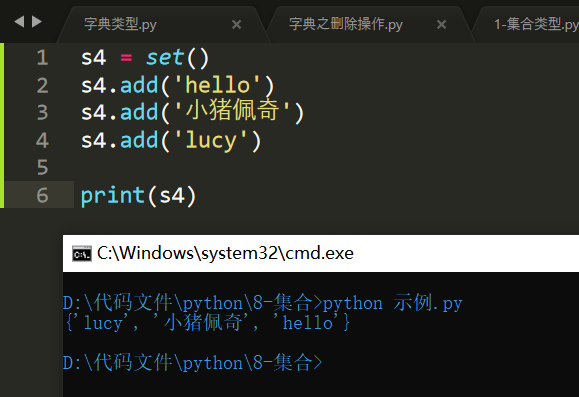 字典类型.py
字典之删除操作.py
1-集合类型.py
1 s4 = set()
2 s4.add('hello')
3 s4.add('小猪佩奇')
4 s4.add('lucy')
5
6 print(s4)
C:\Windows\system32\cmd.exe
D:\代码文件\python\8-集合>python 示例.py
{'lucy', '小猪佩奇', 'hello'}
D:\代码文件\python\8-集合>